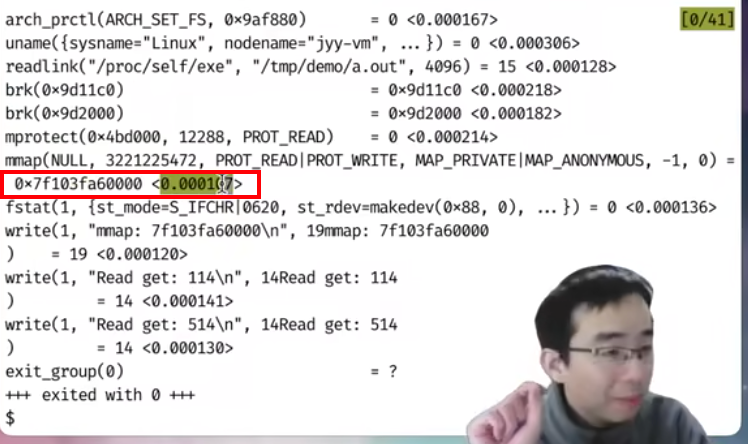 arch_prctl(ARCH_SET_FS, 0×9af880) = 0 <0.000167> [0/41]
uname({sysname="Linux", nodename="jyy-vm", ...}) = 0 <0.000306>
readlink("/proc/self/exe", "/tmp/demo/a.out", 4096) = 15 <0.000128>
brk(0×9d11c0) = 0×9d11c0 <0.000218>
brk(0×9d2000) = 0×9d2000 <0.000182>
mprotect(0×4bd000, 12288, PROT_READ) = 0 <0.000214>
mmap(NULL, 3221225472, PROT_READ|PROT_WRITE, MAP_PRIVATE|MAP_ANONYMOUS, -1, 0) =
0×7f103fa60000
fstat(1, {st_mode=S_IFCHR|0620, st_rdev=makedev(0×88, 0), ...}) = 0 <0.000136>
write(1, "mmap: 7f103fa60000\n", 19mmap: 7f103fa60000
) = 19 <0.000120>
write(1, "Read get: 114\n", 14Read get: 114
) = 14 <0.000141>
write(1, "Read get: 514\n", 14Read get: 514
) = 14 <0.000130>
exit_group(0) = ?
+++ exited with 0 +++
$